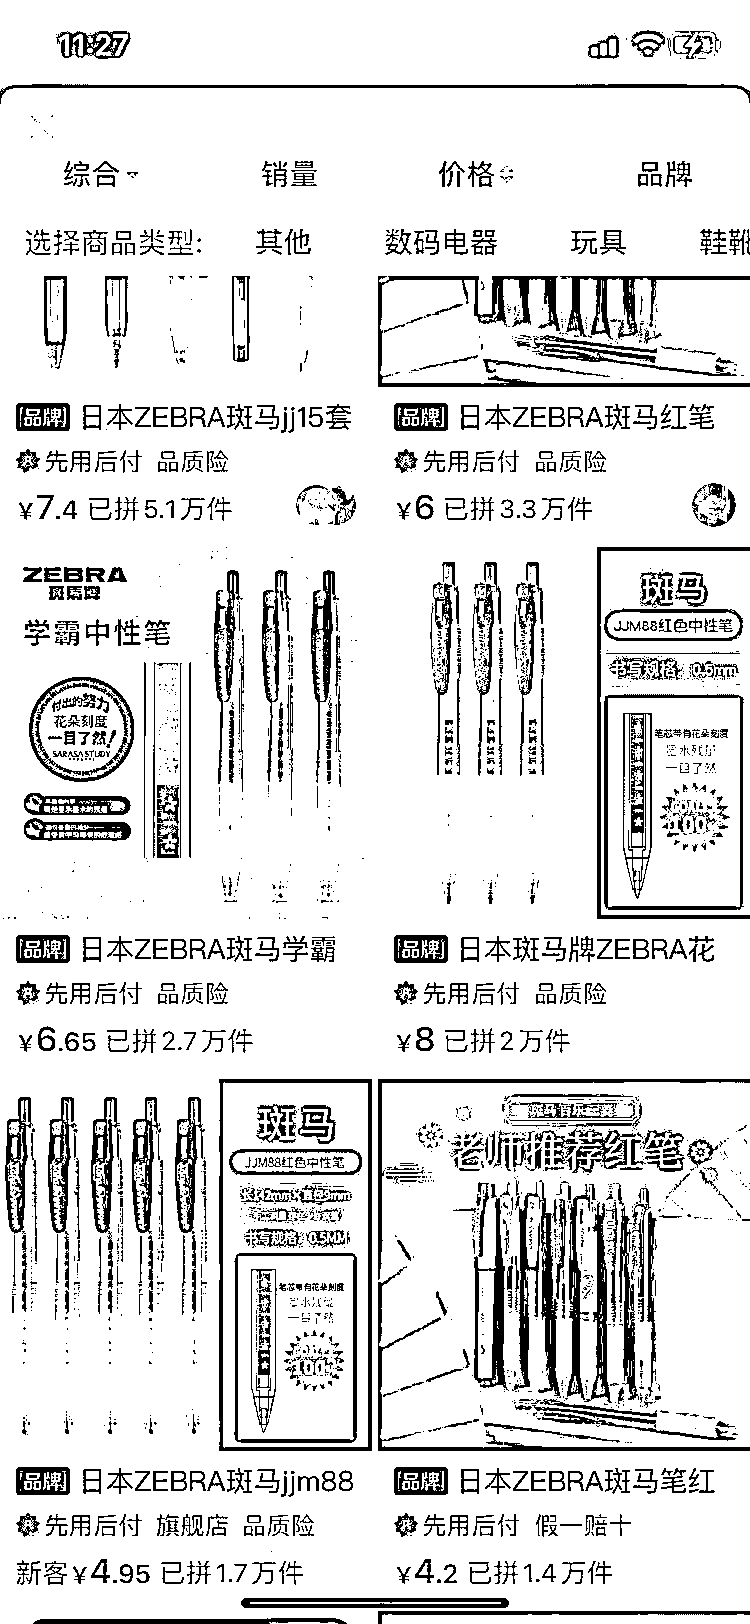 11:27
综合 销量 价格 品牌
选择商品类型: 其他 数码电器 玩具 鞋靴
品牌 日本ZEBRA斑马jj15套
先用后付 品质险
¥7.4 已拼5.1万件
品牌 日本ZEBRA斑马红笔
先用后付 品质险
¥6 已拼3.3万件
ZEBRA
斑马牌
学霸中性笔
付出的努力
花朵刻度
一目了然!
SARASA STUDY
品牌 日本ZEBRA斑马学霸
先用后付 品质险
¥6.65 已拼2.7万件
斑马
JJM88红色中性笔
书写规格: 0.5mm
笔芯带有花朵刻度
墨水残量
一目了然
100%
品牌 日本斑马牌ZEBRA花
先用后付 品质险
¥8 已拼2万件
斑马
JJM88红色中性笔
书写规格: 0.5MM
笔芯带有花朵刻度
墨水残量
一目了然
100%
品牌 日本ZEBRA斑马jjm88
先用后付 旗舰店 品质险
新客¥4.95 已拼1.7万件
老师推荐红笔
品牌 日本ZEBRA斑马笔红
先用后付 假一赔十
¥4.2 已拼1.4万件